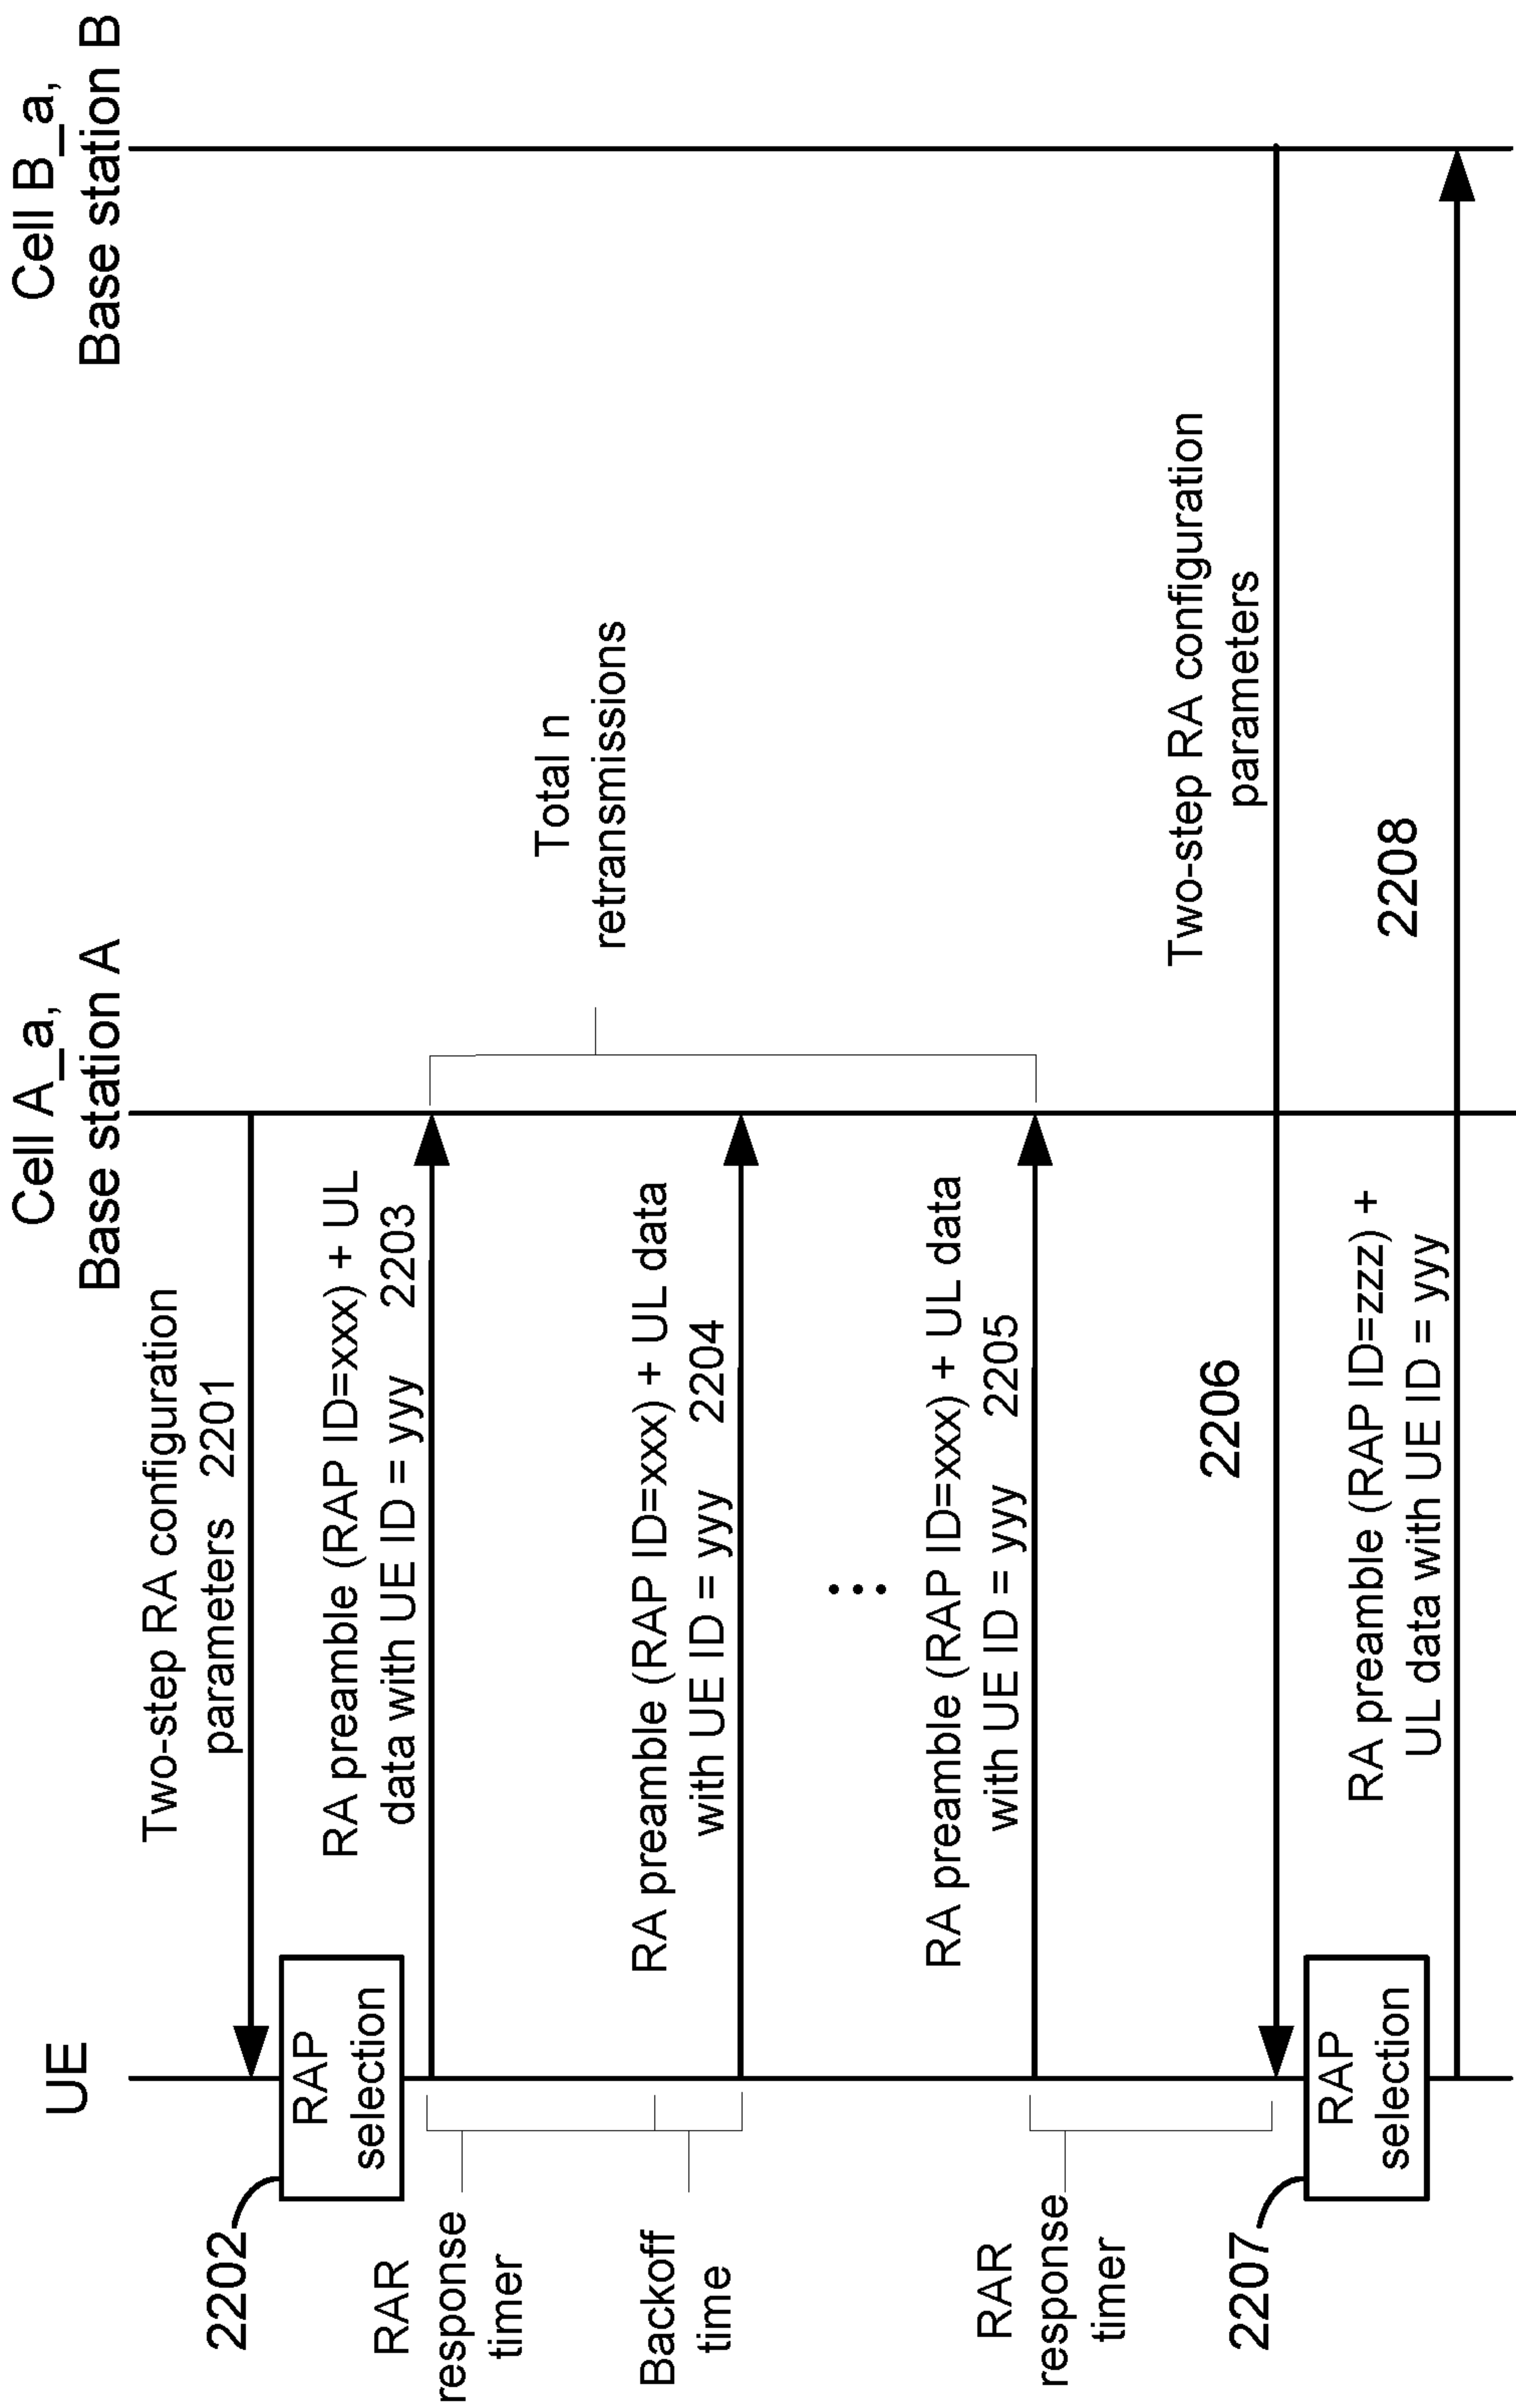 UE
Cell A_a,
Base station A
Cell B_a,
Base station B
Two-step RA configuration
parameters 2201
2202
RAP
selection
RA preamble (RAP ID=xxx) + UL
data with UE ID = yyy 2203
RAR
response
timer
Total n
retransmissions
Backoff
time
RA preamble (RAP ID=xxx) + UL data
with UE ID = yyy 2204
...
RA preamble (RAP ID=xxx) + UL data
with UE ID = yyy 2205
RAR
response
timer
Two-step RA configuration
parameters
2206
2207
RAP
selection
RA preamble (RAP ID=zzz) +
UL data with UE ID = yyy
2208